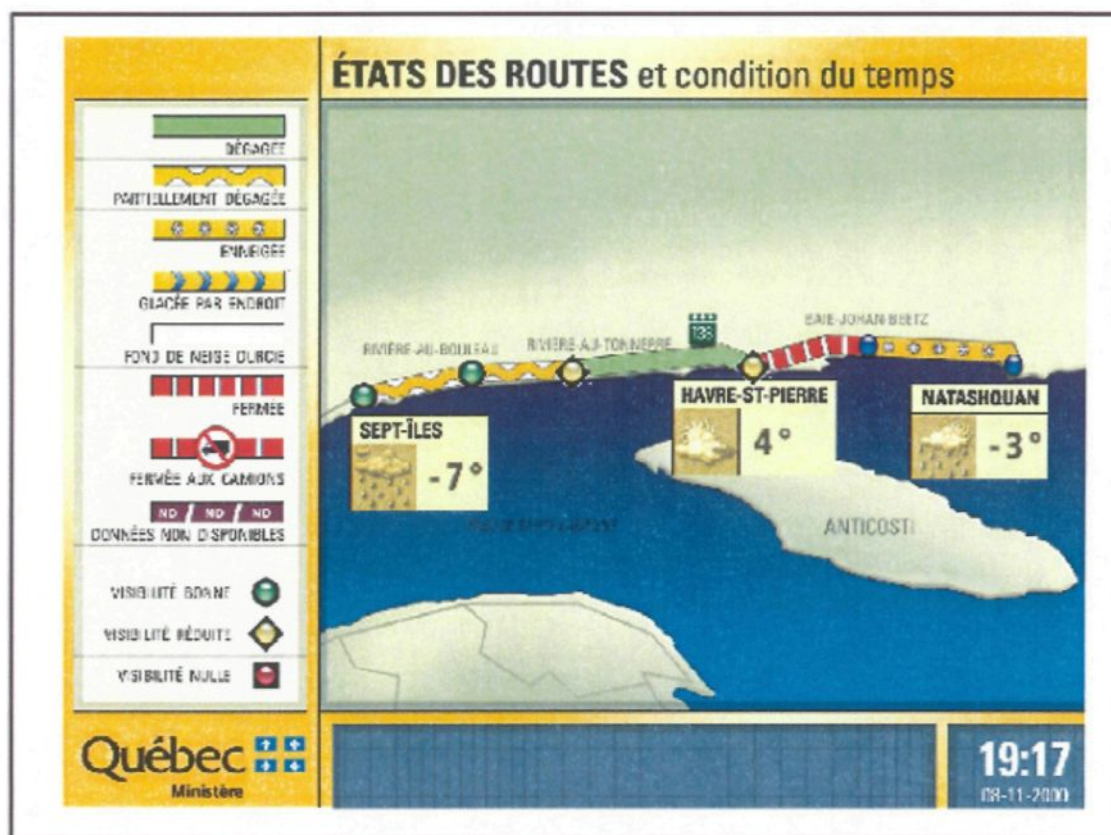 ÉTATS DES ROUTES et condition du temps
DÉGAGÉE
PARTIELLEMENT DÉGAGÉE
ENNEIGÉE
GLACÉE PAR ENDROIT
FOND DE NEIGE DURCIE
FERMÉE
FERMÉE AUX CAMIONS
ND / ND / ND
DONNÉES NON DISPONIBLES
VISIBILITÉ BONNE
VISIBILITÉ RÉDUITE
VISIBILITÉ NULLE
Québec
Ministère
138
BAIE-JOHAN-BEETZ
RIVIÈRE-AU-BOULEAU
RIVIÈRE-AU-TONNERRE
SEPT-ÎLES
-7°
HAVRE-ST-PIERRE
4°
NATASHQUAN
-3°
ANTICOSTI
19:17
08-11-2000